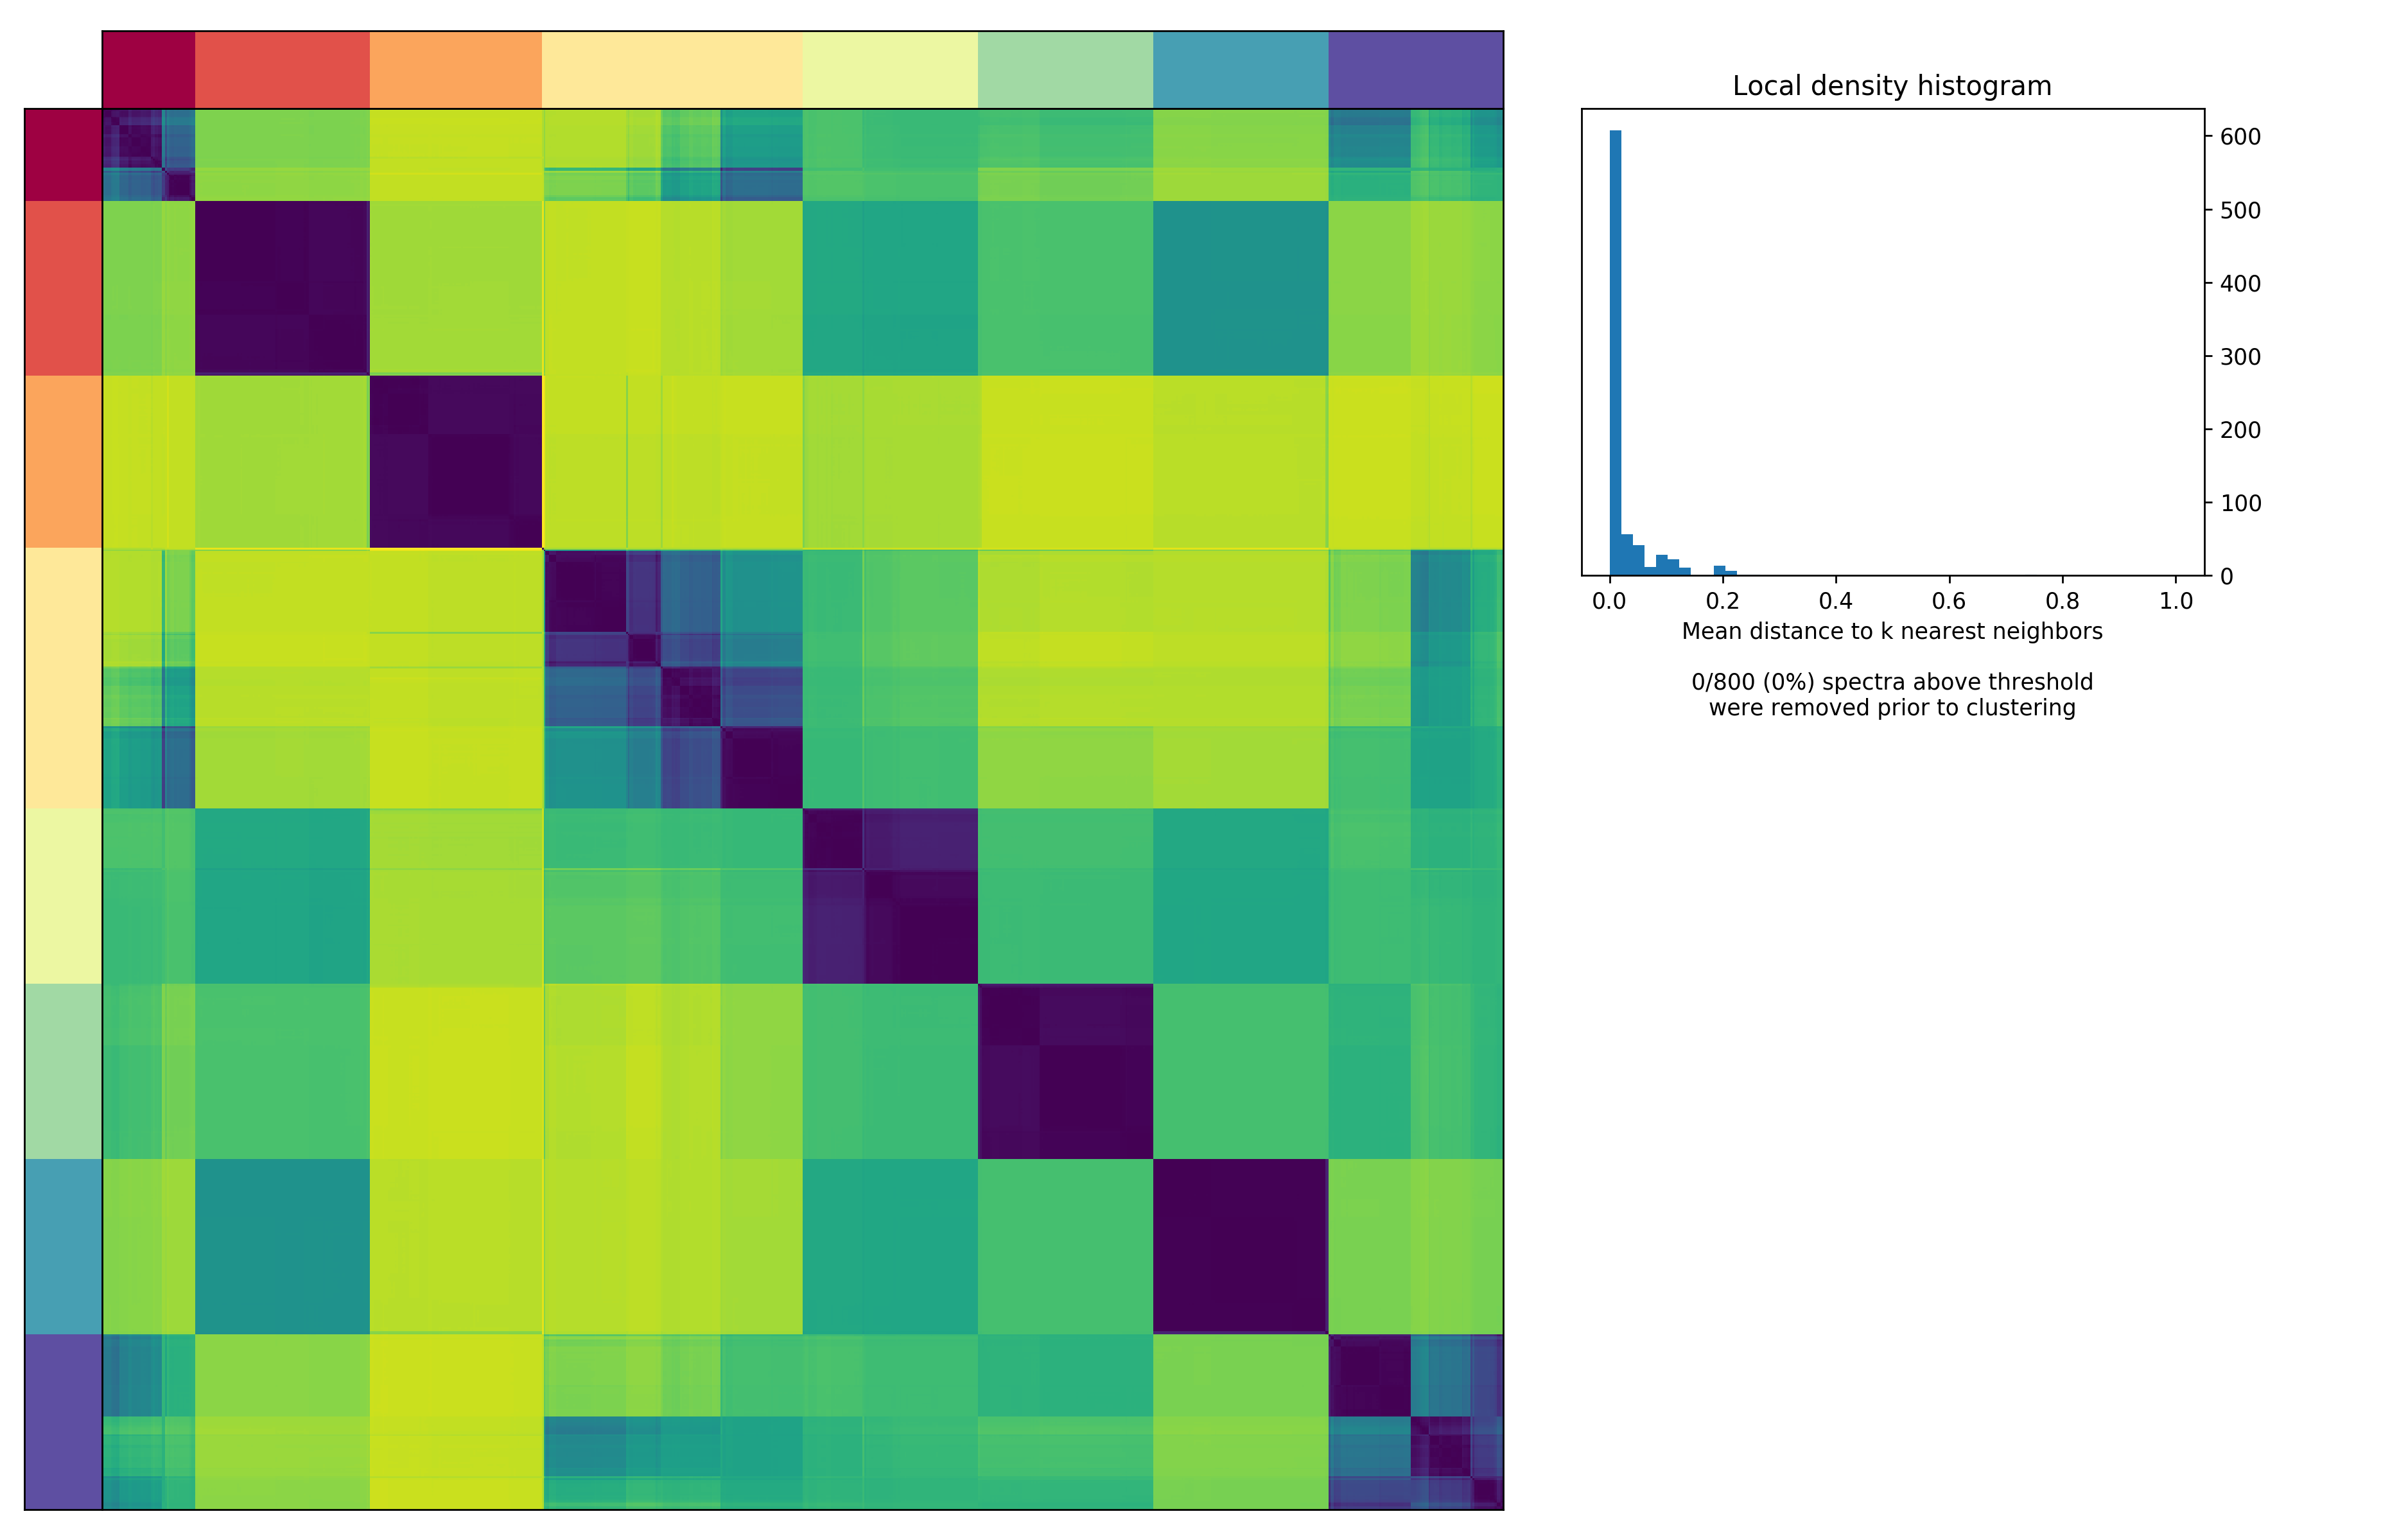 Local density histogram
600
500
400
300
200
100
0
0.0 0.2 0.4 0.6 0.8 1.0
Mean distance to k nearest neighbors
0/800 (0%) spectra above threshold
were removed prior to clustering